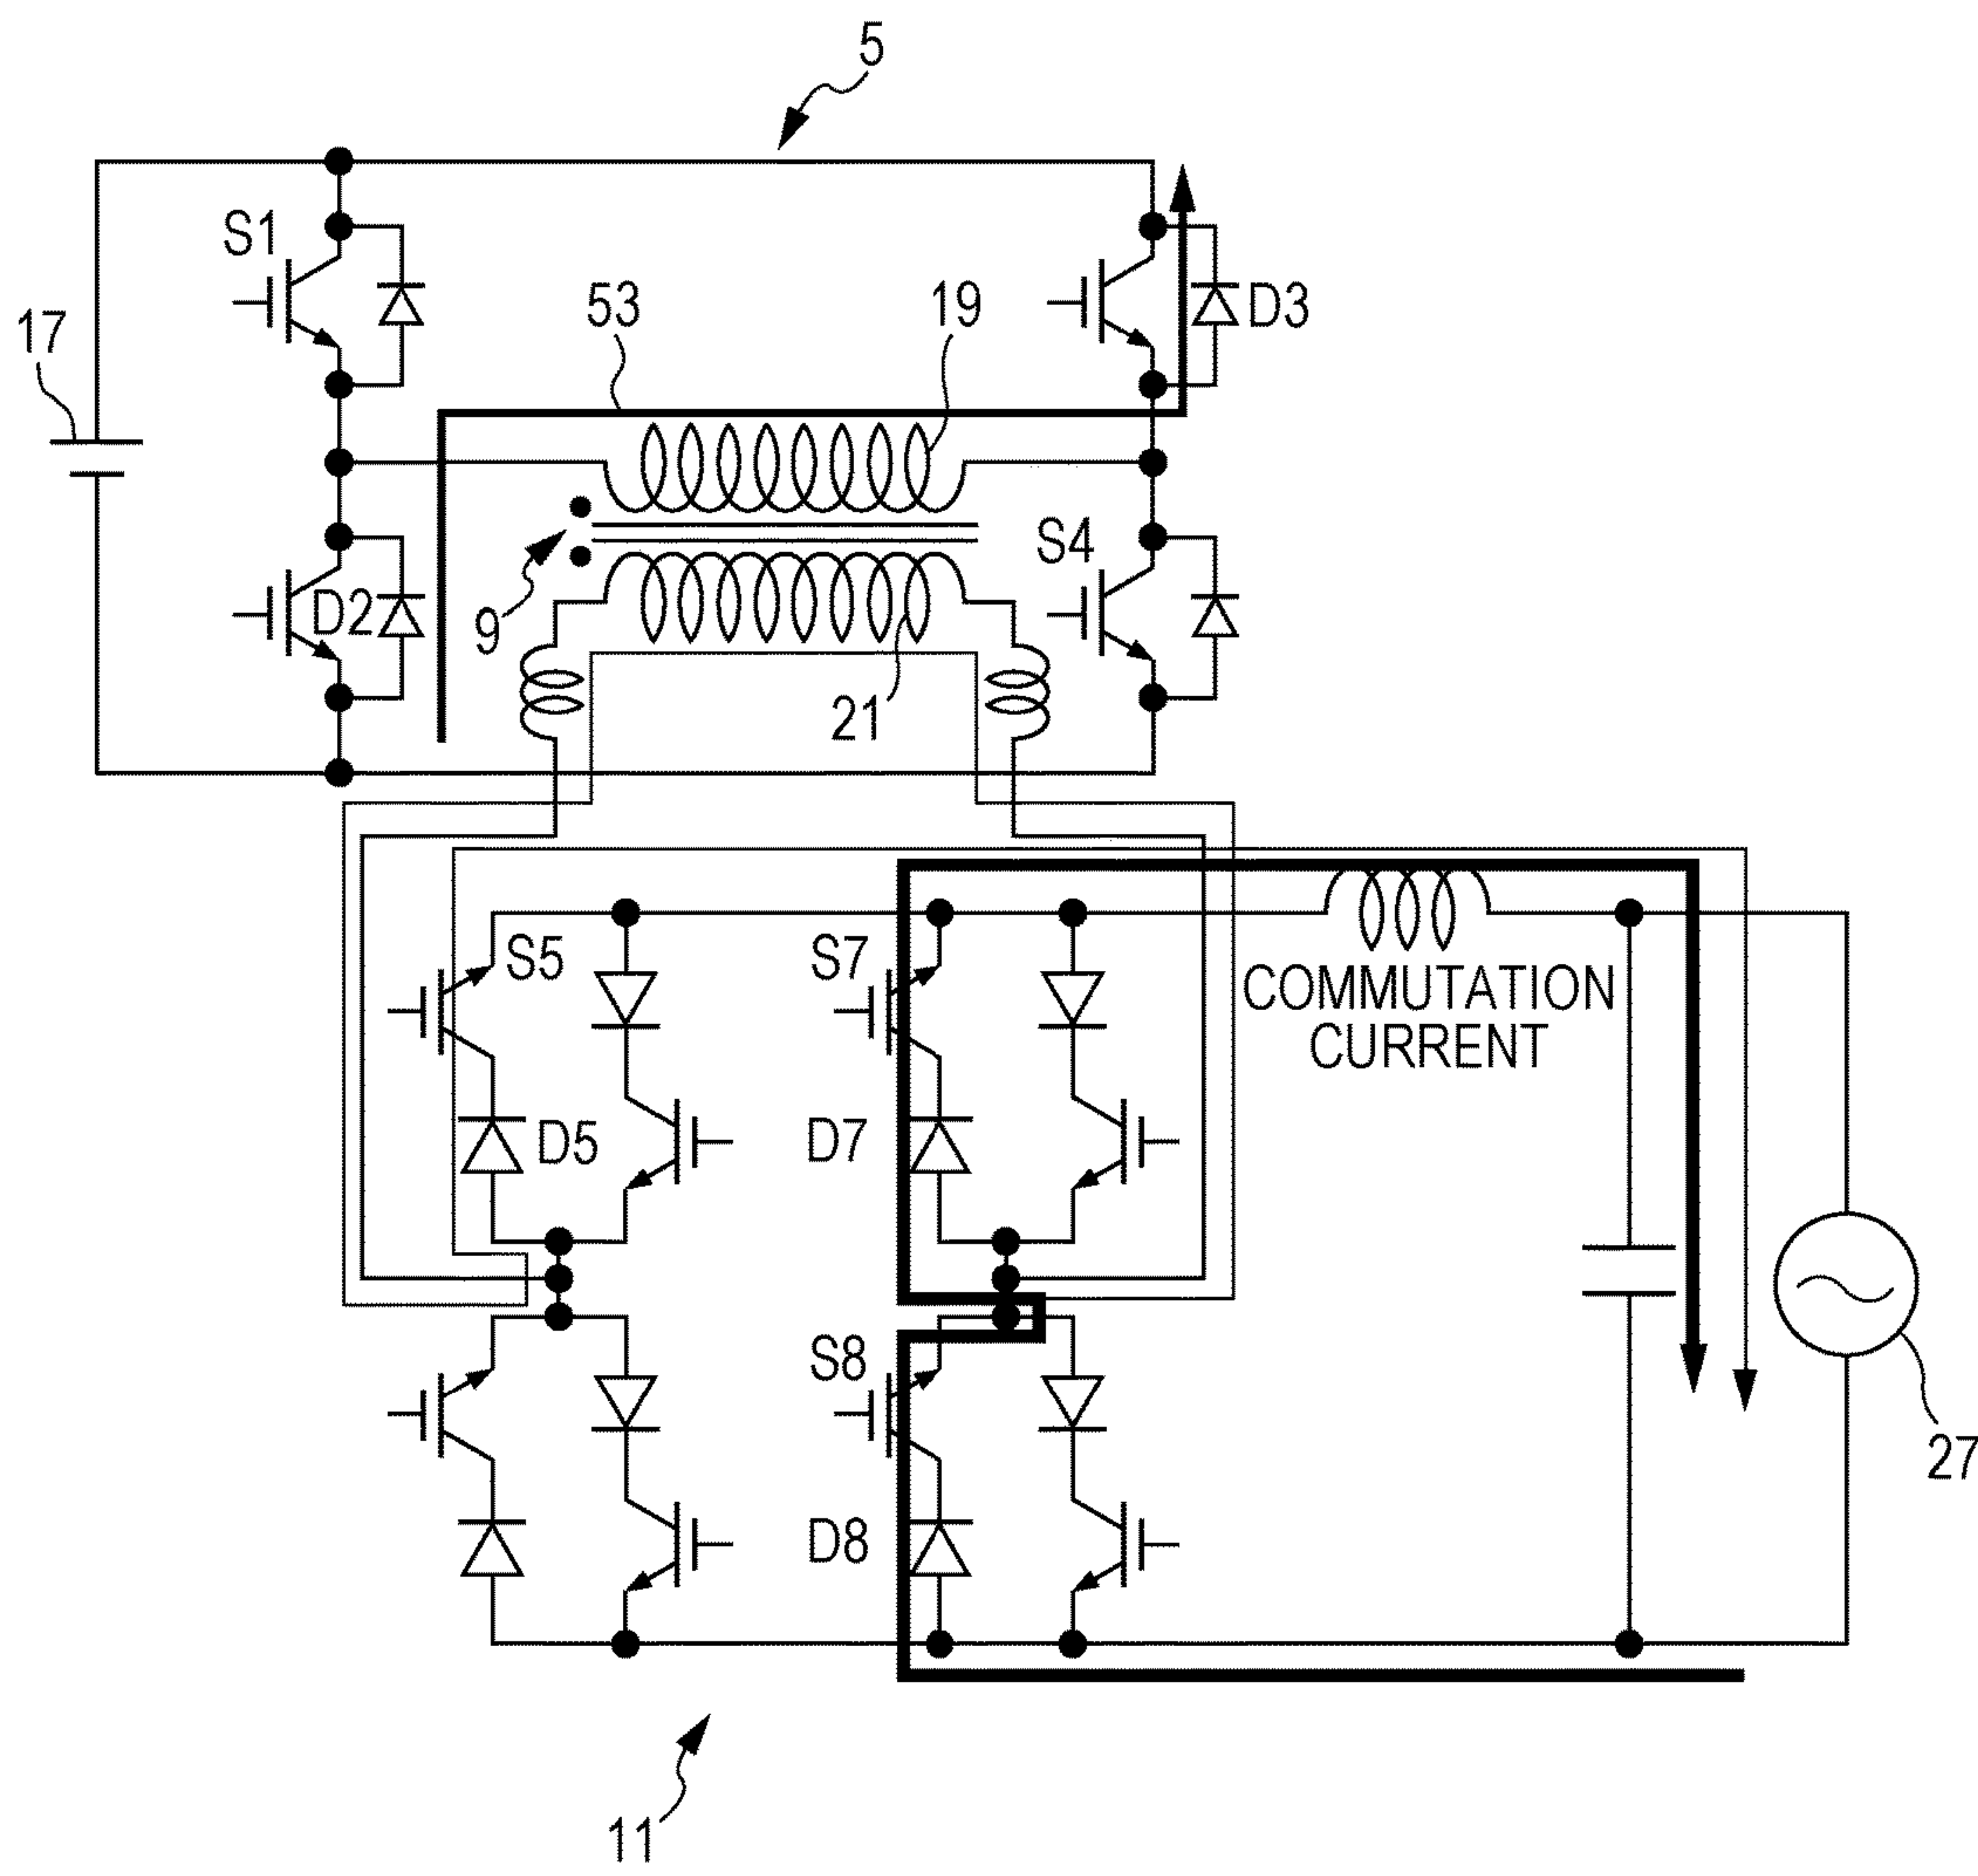 5
S1
53
19
D3
17
S4
D2
9
21
S5
S7
COMMUTATION
CURRENT
D5
D7
S8
27
D8
11